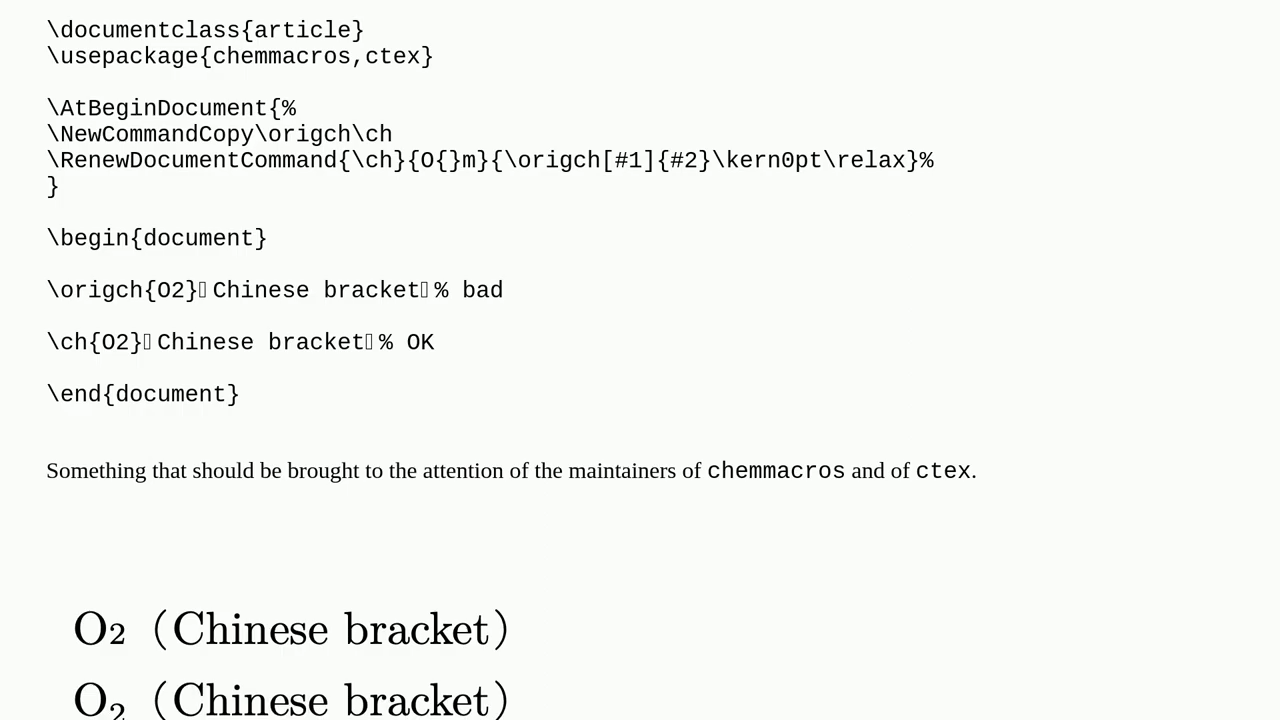 \documentclass{article}
\usepackage{chemmacros,ctex}
\AtBeginDocument{%
\NewCommandCopy\origch\ch
\RenewDocumentCommand{\ch}{O{}m}{\origch[#1]{#2}\kern0pt\relax}%
}
\begin{document}
\origch{O2}Chinese bracket% bad
\ch{O2}Chinese bracket% OK
\end{document}
Something that should be brought to the attention of the maintainers of chemmacros and of ctex.
O2（Chinese bracket）
O₂（Chinese bracket）